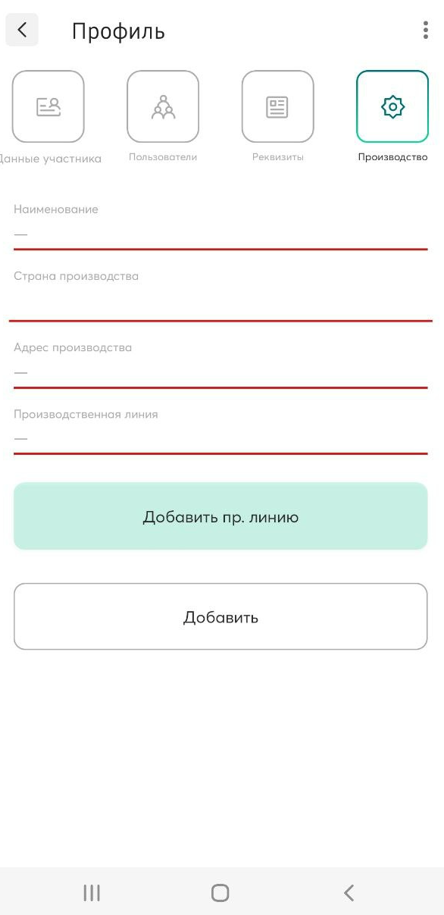 Профиль
Данные участника
Пользователи
Реквизиты
Производство
Наименование
—
Страна производства
Адрес производства
—
Производственная линия
—
Добавить пр. линию
Добавить